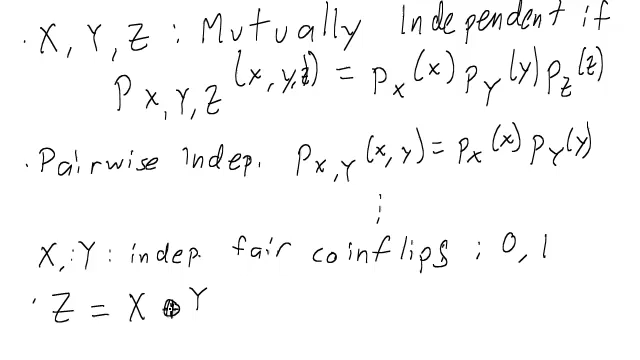 · X, Y, Z : Mutually Independent if
P X,Y,Z (x,y,z) = P X (x) P Y (y) P Z (z)
· Pairwise Indep. P X,Y (x,y) = P X (x) P Y (y)
⋮
X, Y : indep. fair coinflips ; 0, 1
· Z = X ⊕ Y